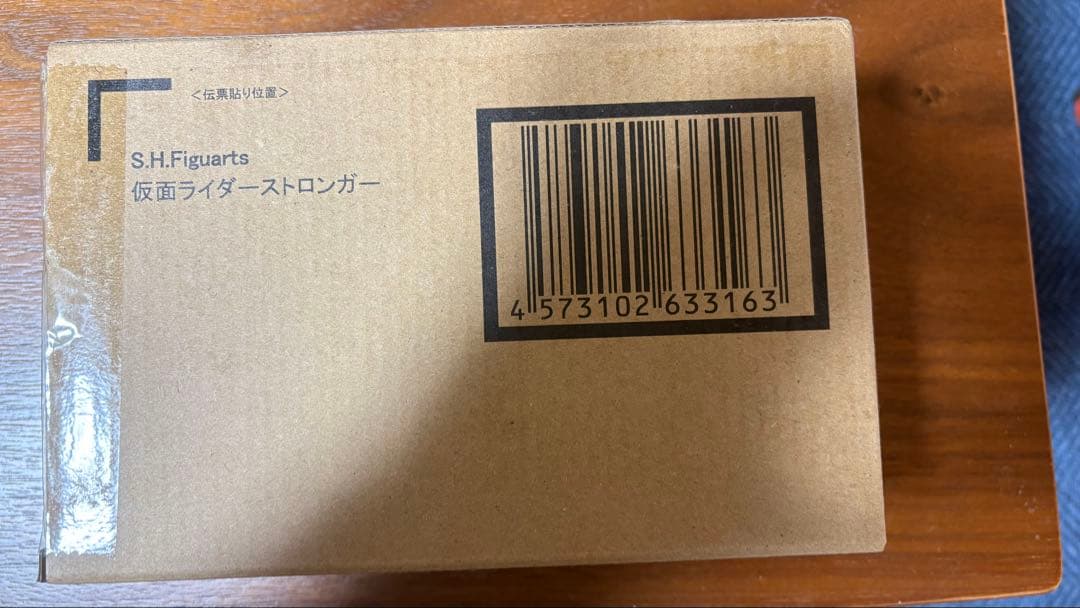 <伝票貼り位置>
S.H.Figuarts
仮面ライダーストロンガー
4 573102 633163